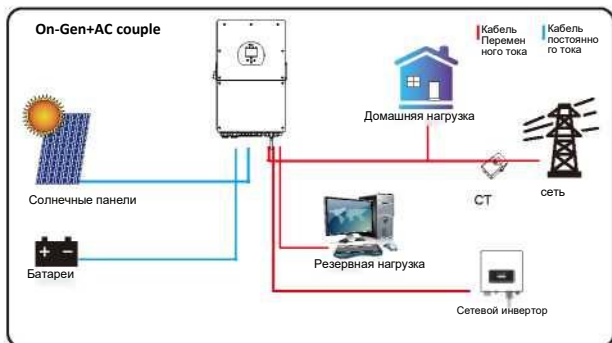 On-Gen+AC couple
Кабель
Перемен
ного тока
Кабель
постоянно
го тока
Домашняя нагрузка
СТ
сеть
Солнечные панели
Батареи
Резервная нагрузка
Сетевой инвертор